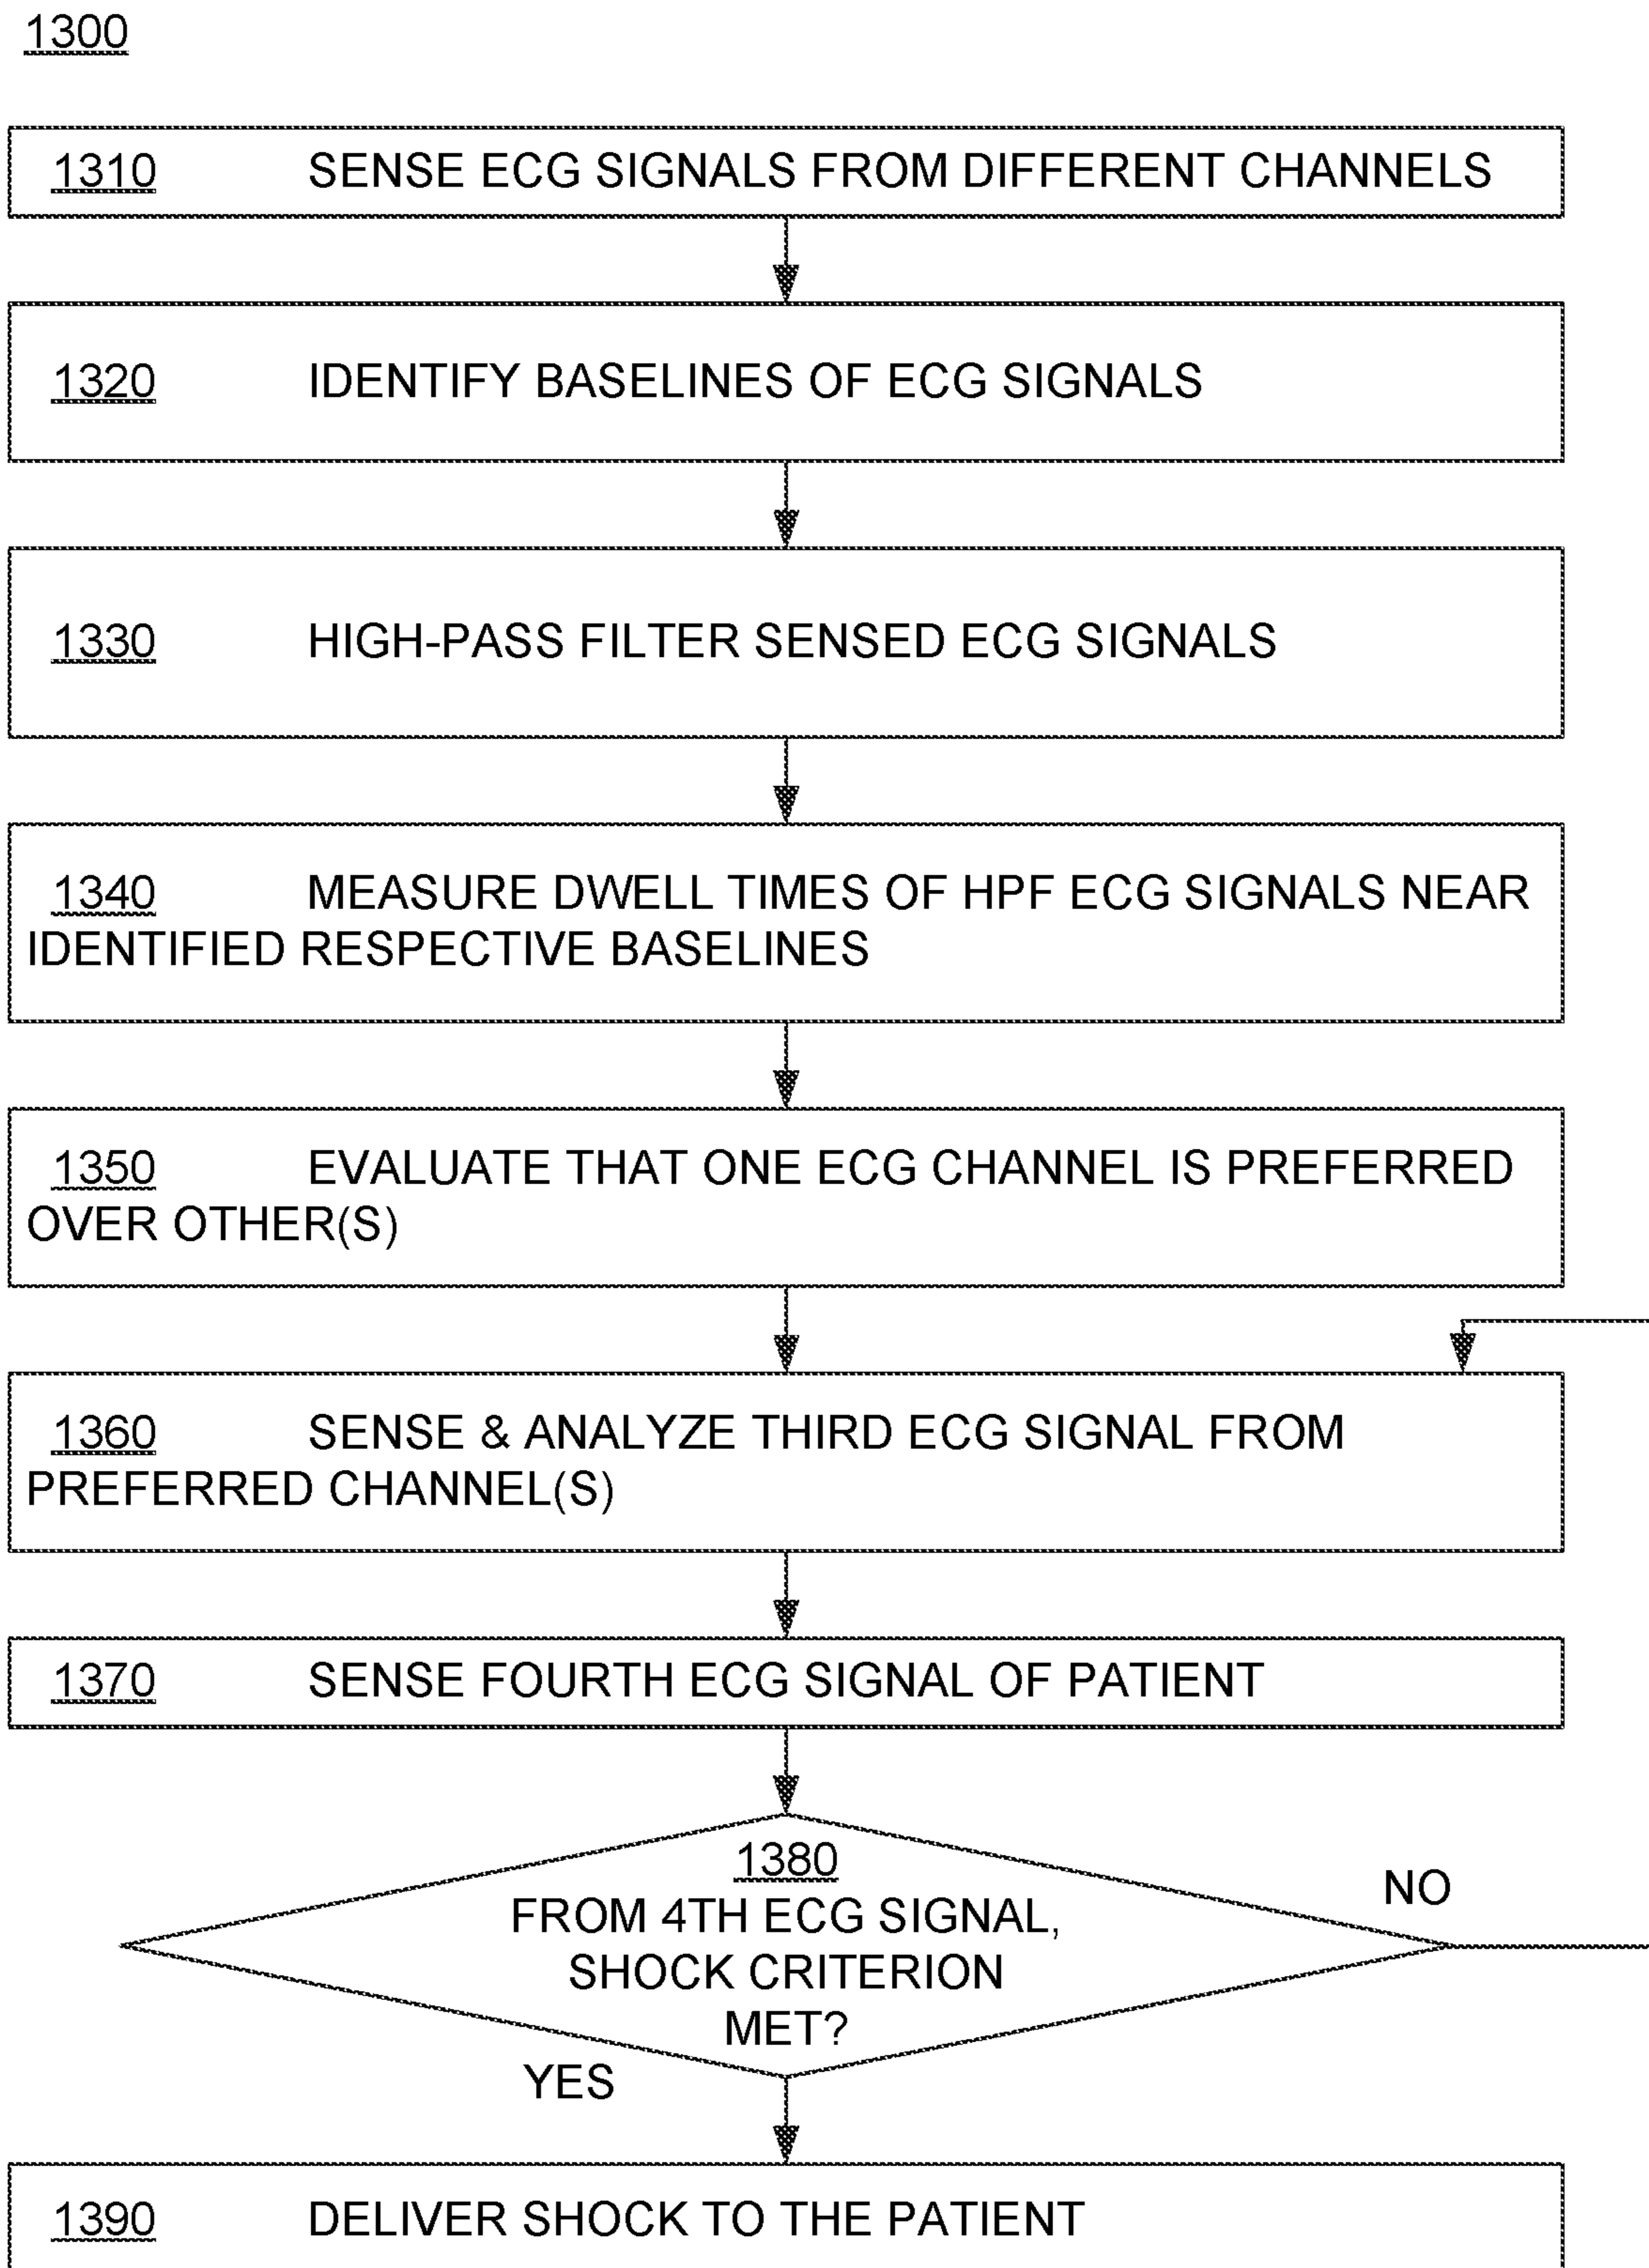 1300
1310 SENSE ECG SIGNALS FROM DIFFERENT CHANNELS
1320 IDENTIFY BASELINES OF ECG SIGNALS
1330 HIGH-PASS FILTER SENSED ECG SIGNALS
1340 MEASURE DWELL TIMES OF HPF ECG SIGNALS NEAR
IDENTIFIED RESPECTIVE BASELINES
1350 EVALUATE THAT ONE ECG CHANNEL IS PREFERRED
OVER OTHER(S)
1360 SENSE & ANALYZE THIRD ECG SIGNAL FROM
PREFERRED CHANNEL(S)
1370 SENSE FOURTH ECG SIGNAL OF PATIENT
1380
NO
FROM 4TH ECG SIGNAL,
SHOCK CRITERION
MET?
YES
1390 DELIVER SHOCK TO THE PATIENT